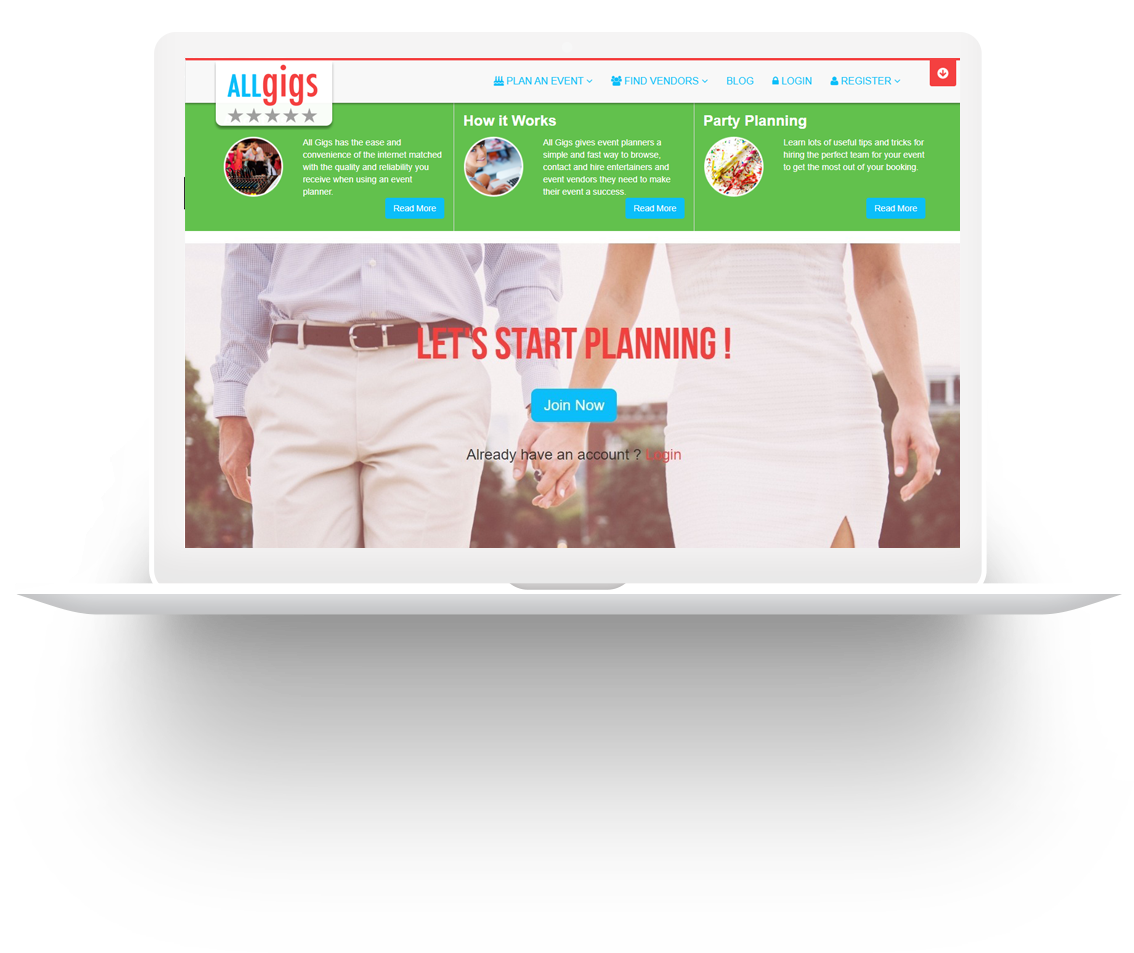 ALLgigs
PLAN AN EVENT
FIND VENDORS
BLOG
LOGIN
REGISTER
All Gigs has the ease and
convenience of the internet matched
with the quality and reliability you
receive when using an event
planner.
Read More
How it Works
All Gigs gives event planners a
simple and fast way to browse,
contact and hire entertainers and
event vendors they need to make
their event a success.
Read More
Party Planning
Learn lots of useful tips and tricks for
hiring the perfect team for your event
to get the most out of your booking.
Read More
LET'S START PLANNING !
Join Now
Already have an account ? Login